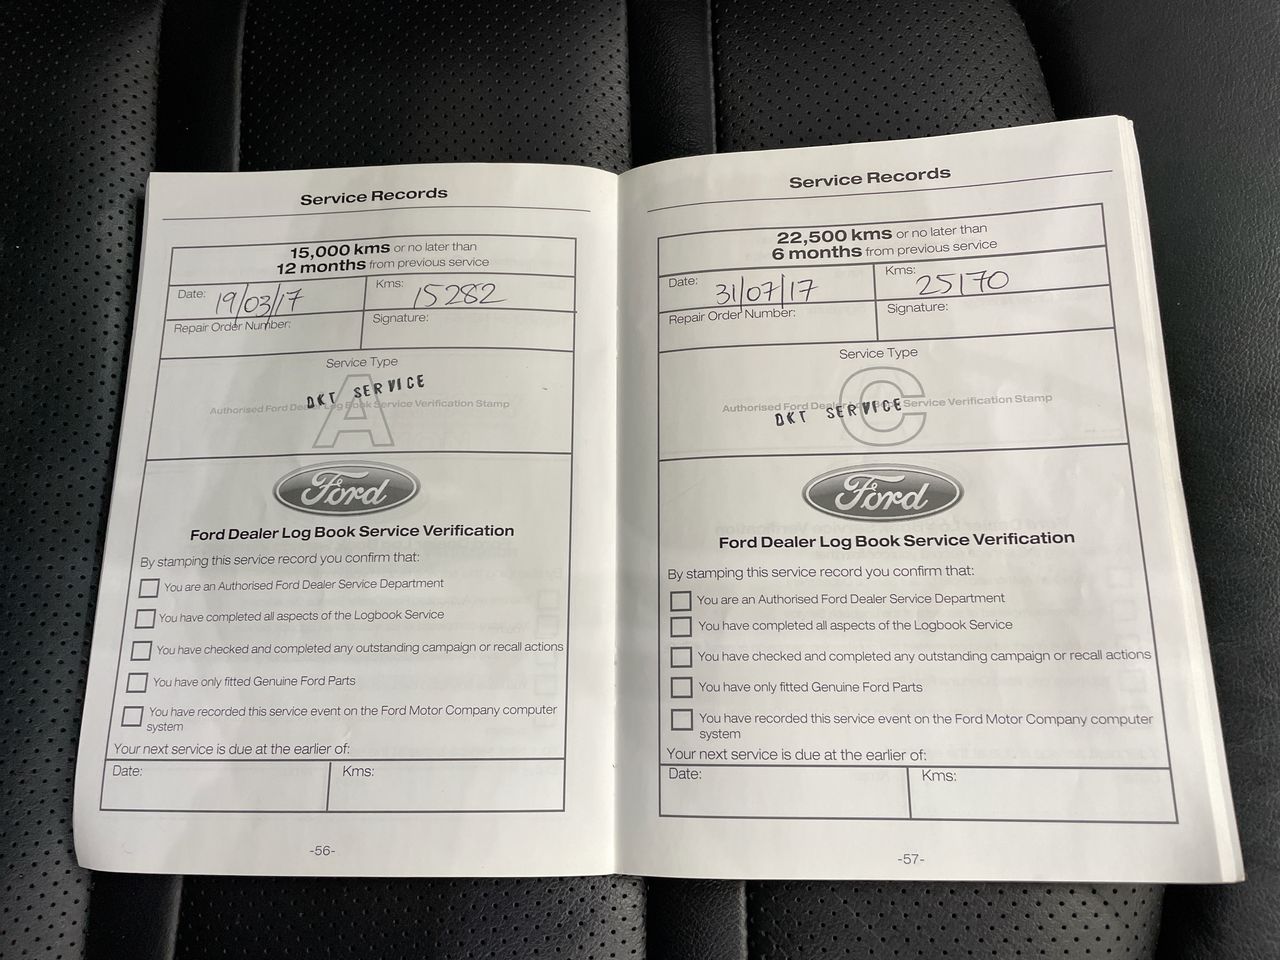 Service Records
15,000 kms or no later than
12 months from previous service
Date: 19/03/17 Kms: 15282
Repair Order Number: Signature:
Service Type
A
DKT SERVICE
Authorised Ford Dealer Log Book Service Verification Stamp
Ford
Ford Dealer Log Book Service Verification
By stamping this service record you confirm that:
You are an Authorised Ford Dealer Service Department
You have completed all aspects of the Logbook Service
You have checked and completed any outstanding campaign or recall actions
You have only fitted Genuine Ford Parts
You have recorded this service event on the Ford Motor Company computer
system
Your next service is due at the earlier of:
Date: Kms:
-56-
Service Records
22,500 kms or no later than
6 months from previous service
Date: 31/07/17 Kms: 25170
Repair Order Number: Signature:
Service Type
C
Authorised Ford Dealer Log Book Service Verification Stamp
DKT SERVICE
Ford
Ford Dealer Log Book Service Verification
By stamping this service record you confirm that:
You are an Authorised Ford Dealer Service Department
You have completed all aspects of the Logbook Service
You have checked and completed any outstanding campaign or recall actions
You have only fitted Genuine Ford Parts
You have recorded this service event on the Ford Motor Company computer
system
Your next service is due at the earlier of:
Date: Kms:
-57-